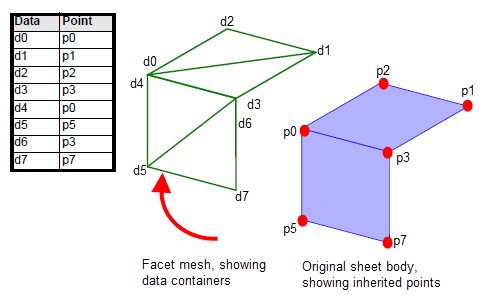 Data Point
d0 p0
d1 p1
d2 p2
d3 p3
d4 p0
d5 p5
d6 p3
d7 p7
d2
d1
d0
d4
d3
d6
d5
d7
p2
p1
p0
p3
p5
p7
Facet mesh, showing
data containers
Original sheet body,
showing inherited points